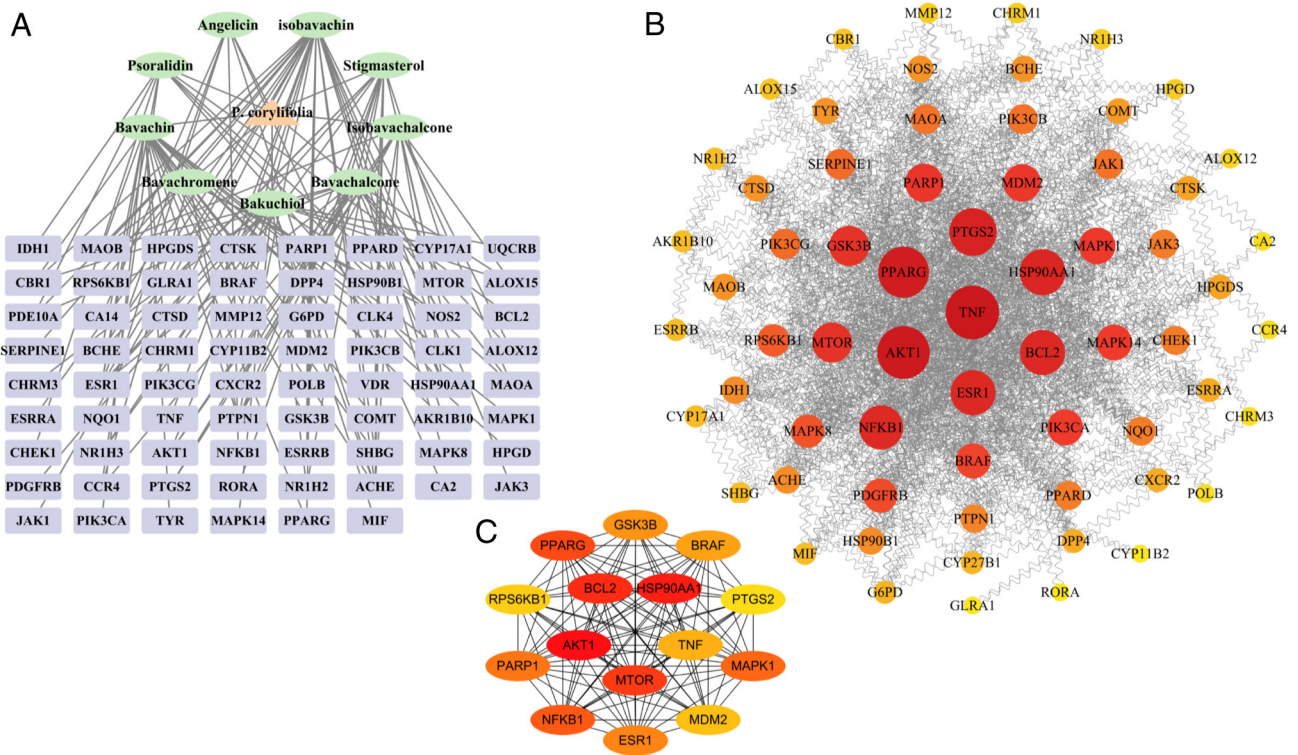 A
Angelicin
isobavachin
Psoralidin
Stigmasterol
P. corylifolia
Bavachin
Isobavachalcone
Bavachromene
Bavachalcone
Bakuchiol
IDH1 MAOB HPGDS CTSK PARP1 PPARD CYP17A1 UQCRB
CBR1 RPS6KB1 GLRA1 BRAF DPP4 HSP90B1 MTOR ALOX15
PDE10A CA14 CTSD MMP12 G6PD CLK4 NOS2 BCL2
SERPINE1 BCHE CHRM1 CYP11B2 MDM2 PIK3CB CLK1 ALOX12
CHRM3 ESR1 PIK3CG CXCR2 POLB VDR HSP90AA1 MAOA
ESRRA NQO1 TNF PTPN1 GSK3B COMT AKR1B10 MAPK1
CHEK1 NR1H3 AKT1 NFKB1 ESRRB SHBG MAPK8 HPGD
PDGFRB CCR4 PTGS2 RORA NR1H2 ACHE CA2 JAK3
JAK1 PIK3CA TYR MAPK14 PPARG MIF
B
MMP12 CHRM1
CBR1 NR1H3
NOS2 BCHE
ALOX15 HPGD
TYR MAOA PIK3CB COMT
NR1H2 SERPINE1 JAK1 ALOX12
CTSD PARP1 MDM2 CTSK
AKR1B10 PIK3CG GSK3B PTGS2 MAPK1 JAK3 CA2
MAOB PPARG HSP90AA1 HPGDS
TNF
ESRRB RPS6KB1 MTOR AKT1 BCL2 MAPK14 CHEK1 CCR4
IDH1 ESR1 ESRRA
CYP17A1 MAPK8 NFKB1 PIK3CA NQO1 CHRM3
BRAF
SHBG ACHE PDGFRB PPARD CXCR2 POLB
PTPN1
MIF HSP90B1 CYP27B1 DPP4 CYP11B2
G6PD GLRA1 RORA
C
GSK3B
PPARG BRAF
BCL2 HSP90AA1
RPS6KB1 PTGS2
AKT1 TNF
PARP1 MAPK1
MTOR
NFKB1 MDM2
ESR1